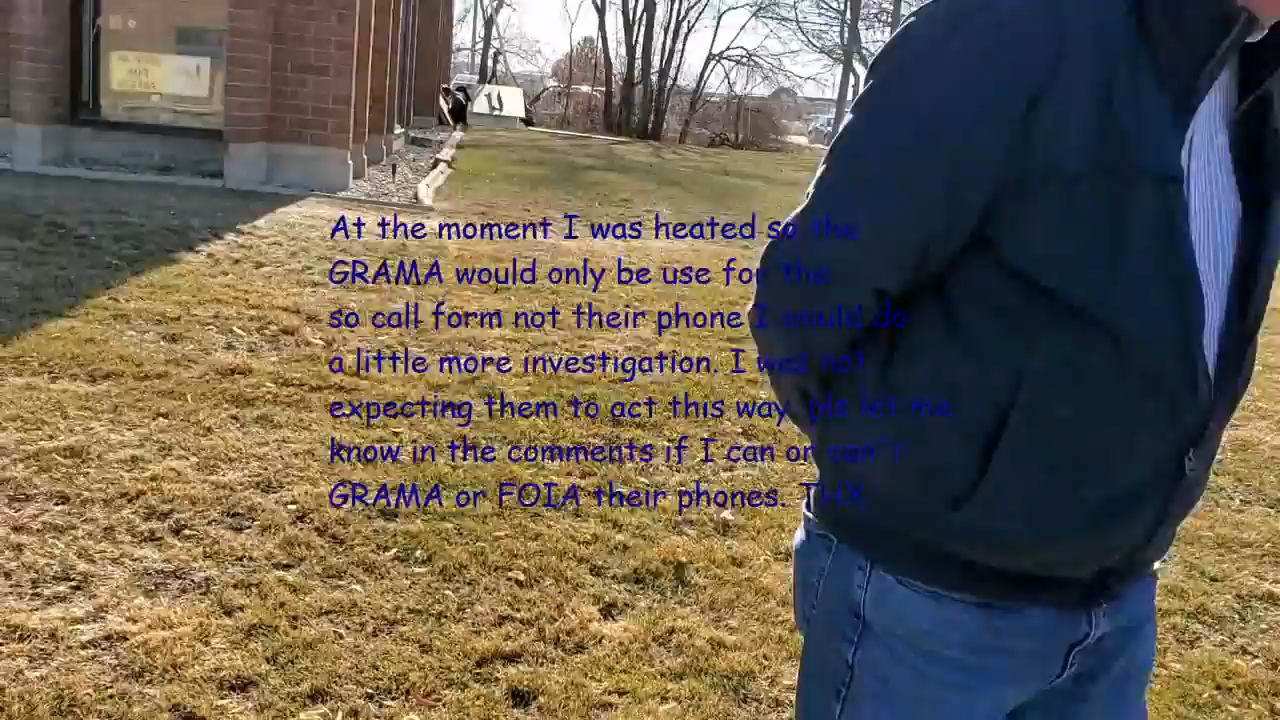 At the moment I was heated so the
GRAMA would only be use for the
so call form not their phone I would do
a little more investigation. I was not
expecting them to act this way, pls let me
know in the comments if I can or can't
GRAMA or FOIA their phones. THX